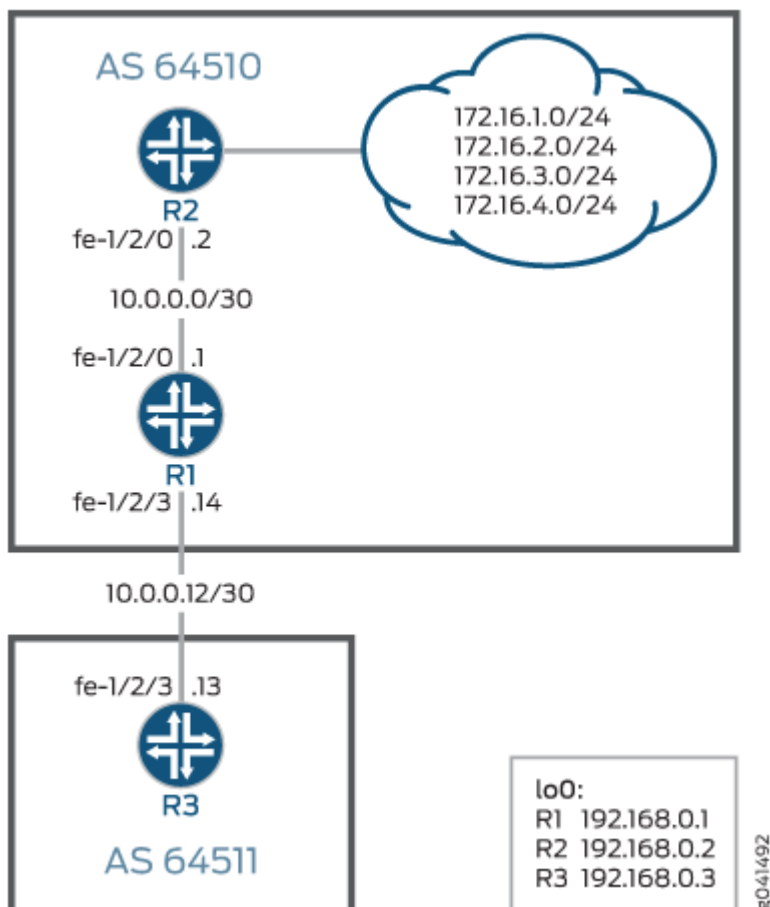 AS 64510
172.16.1.0/24
172.16.2.0/24
172.16.3.0/24
172.16.4.0/24
R2
fe-1/2/0 .2
10.0.0.0/30
fe-1/2/0 .1
R1
fe-1/2/3 .14
10.0.0.12/30
fe-1/2/3 .13
R3
AS 64511
lo0:
R1 192.168.0.1
R2 192.168.0.2
R3 192.168.0.3
g041492